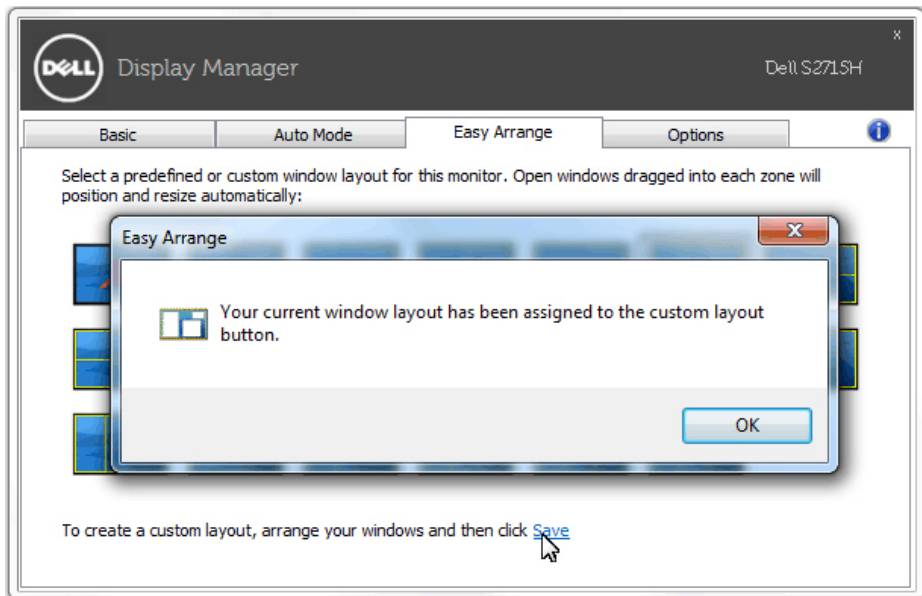 DELL
Display Manager
x
Dell S2715H
Basic
Auto Mode
Easy Arrange
Options
i
Select a predefined or custom window layout for this monitor. Open windows dragged into each zone will
position and resize automatically:
Easy Arrange
x
Your current window layout has been assigned to the custom layout
button.
OK
To create a custom layout, arrange your windows and then click Save